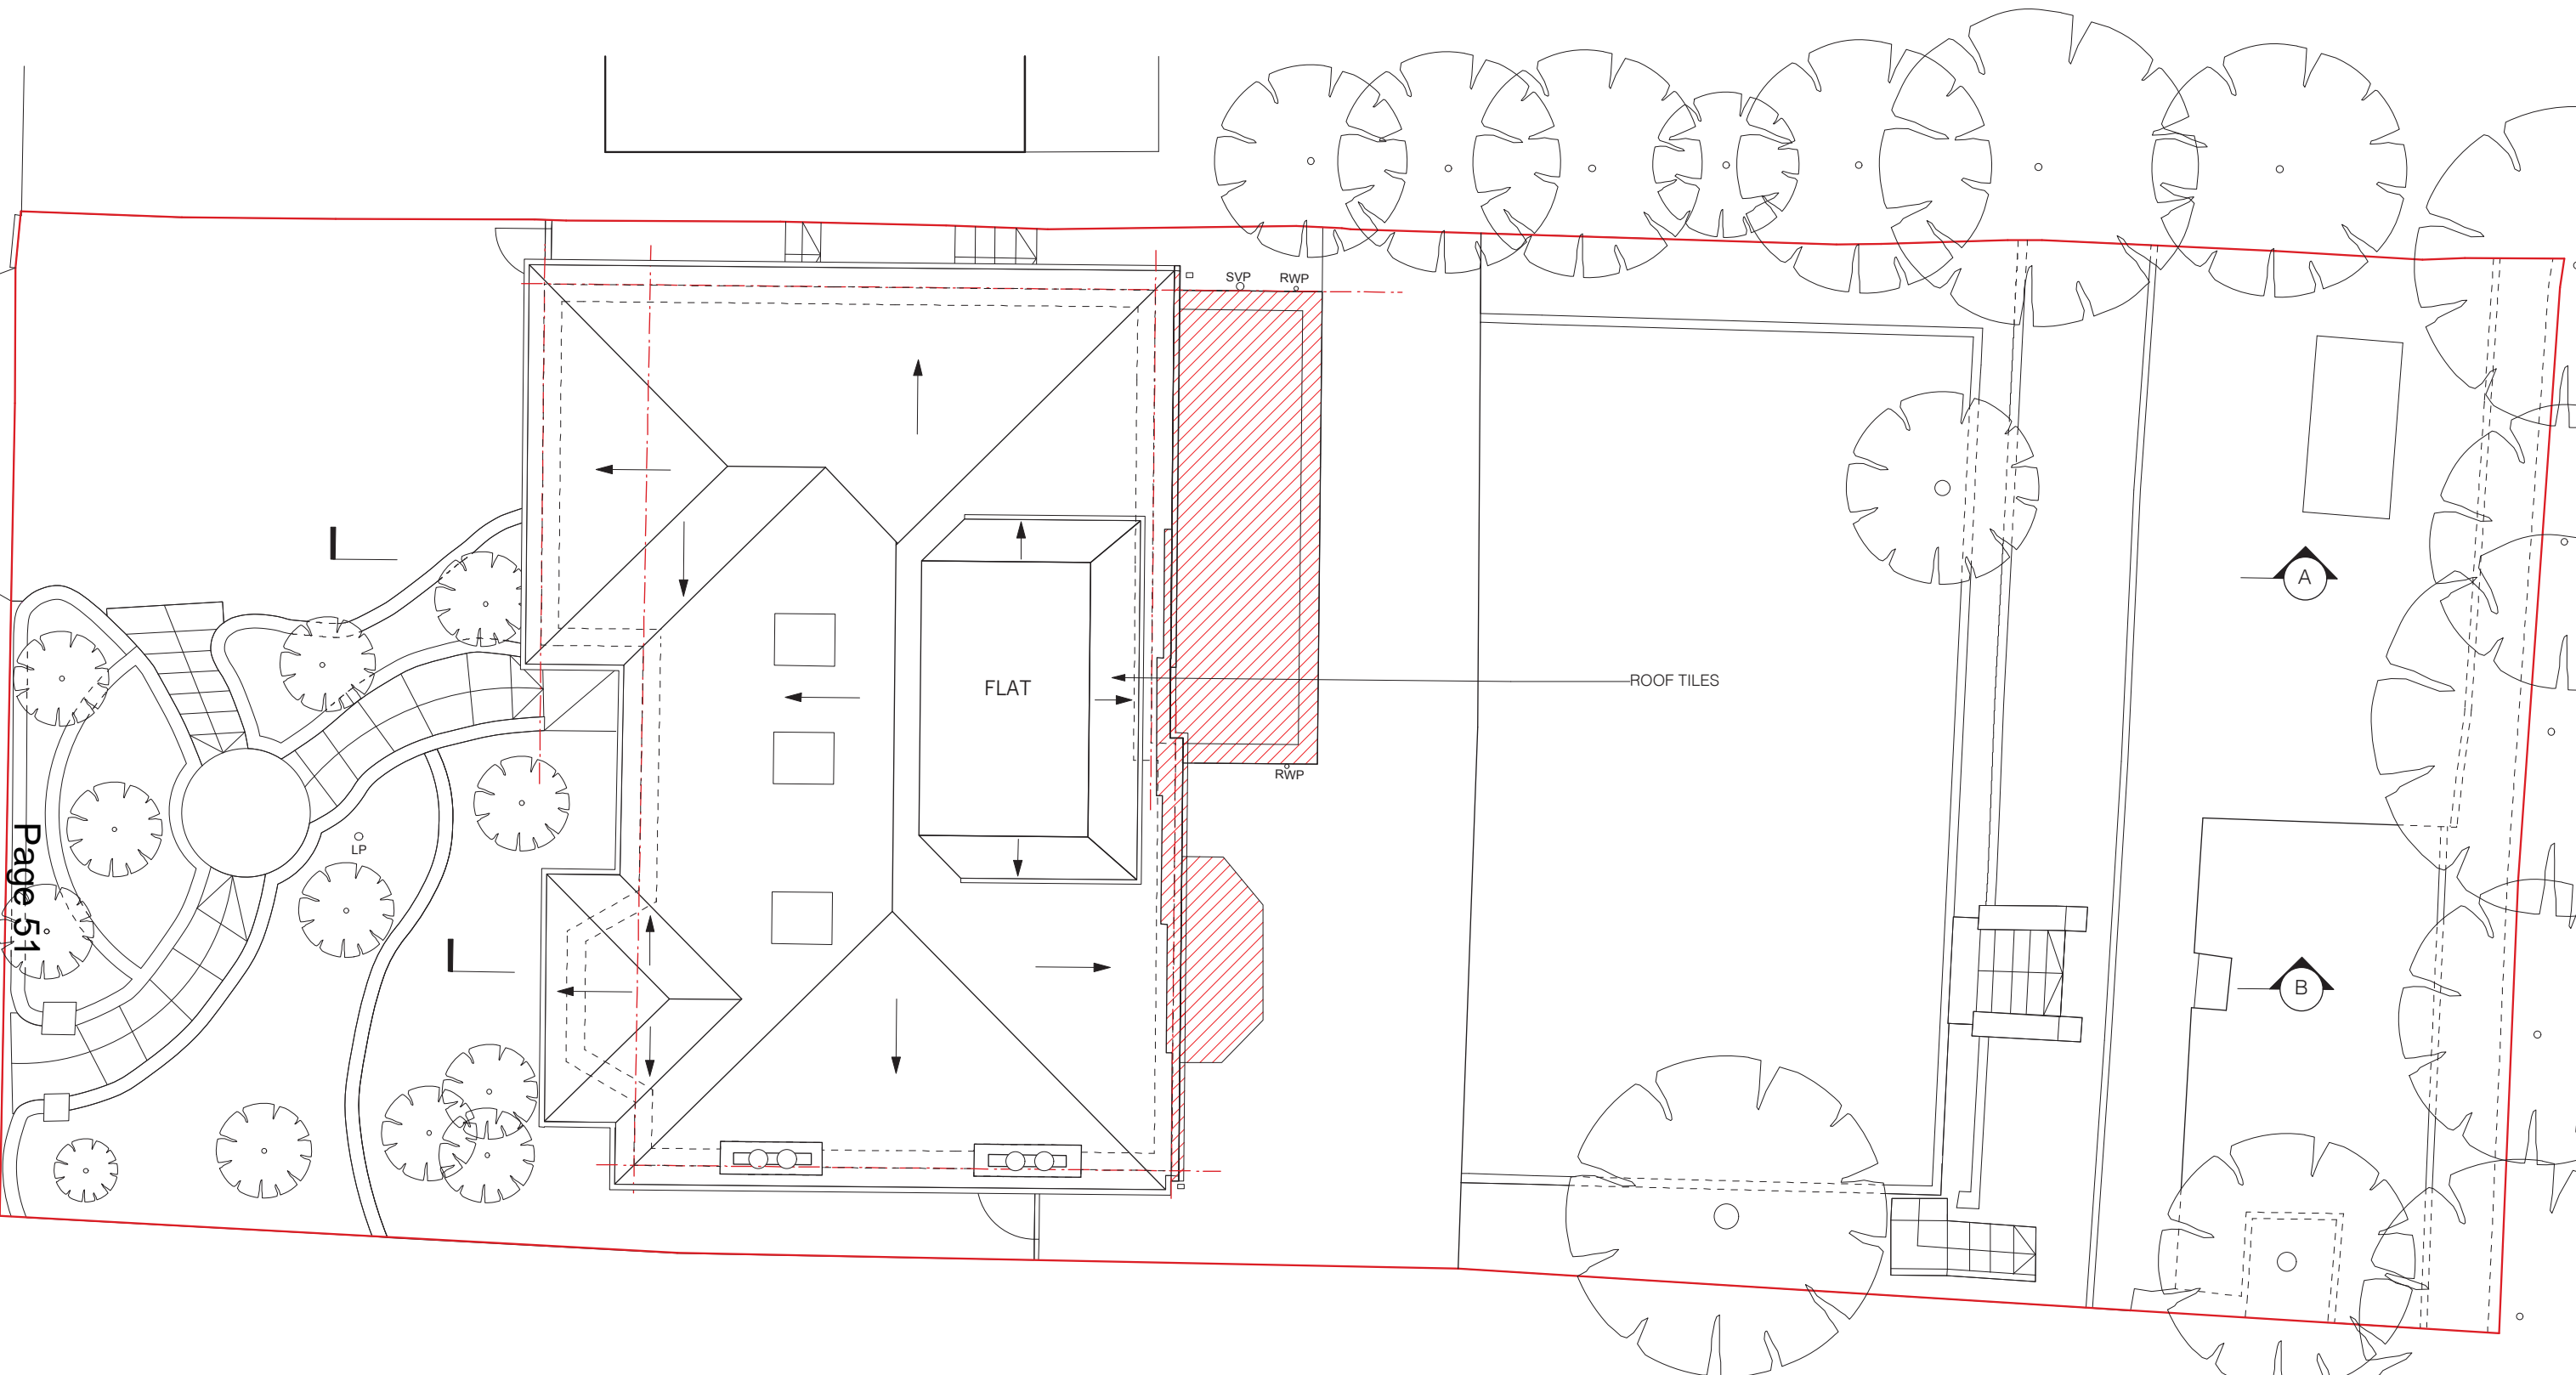 SVP
RWP
A
ROOF TILES
FLAT
RWP
LP
Page 51
B